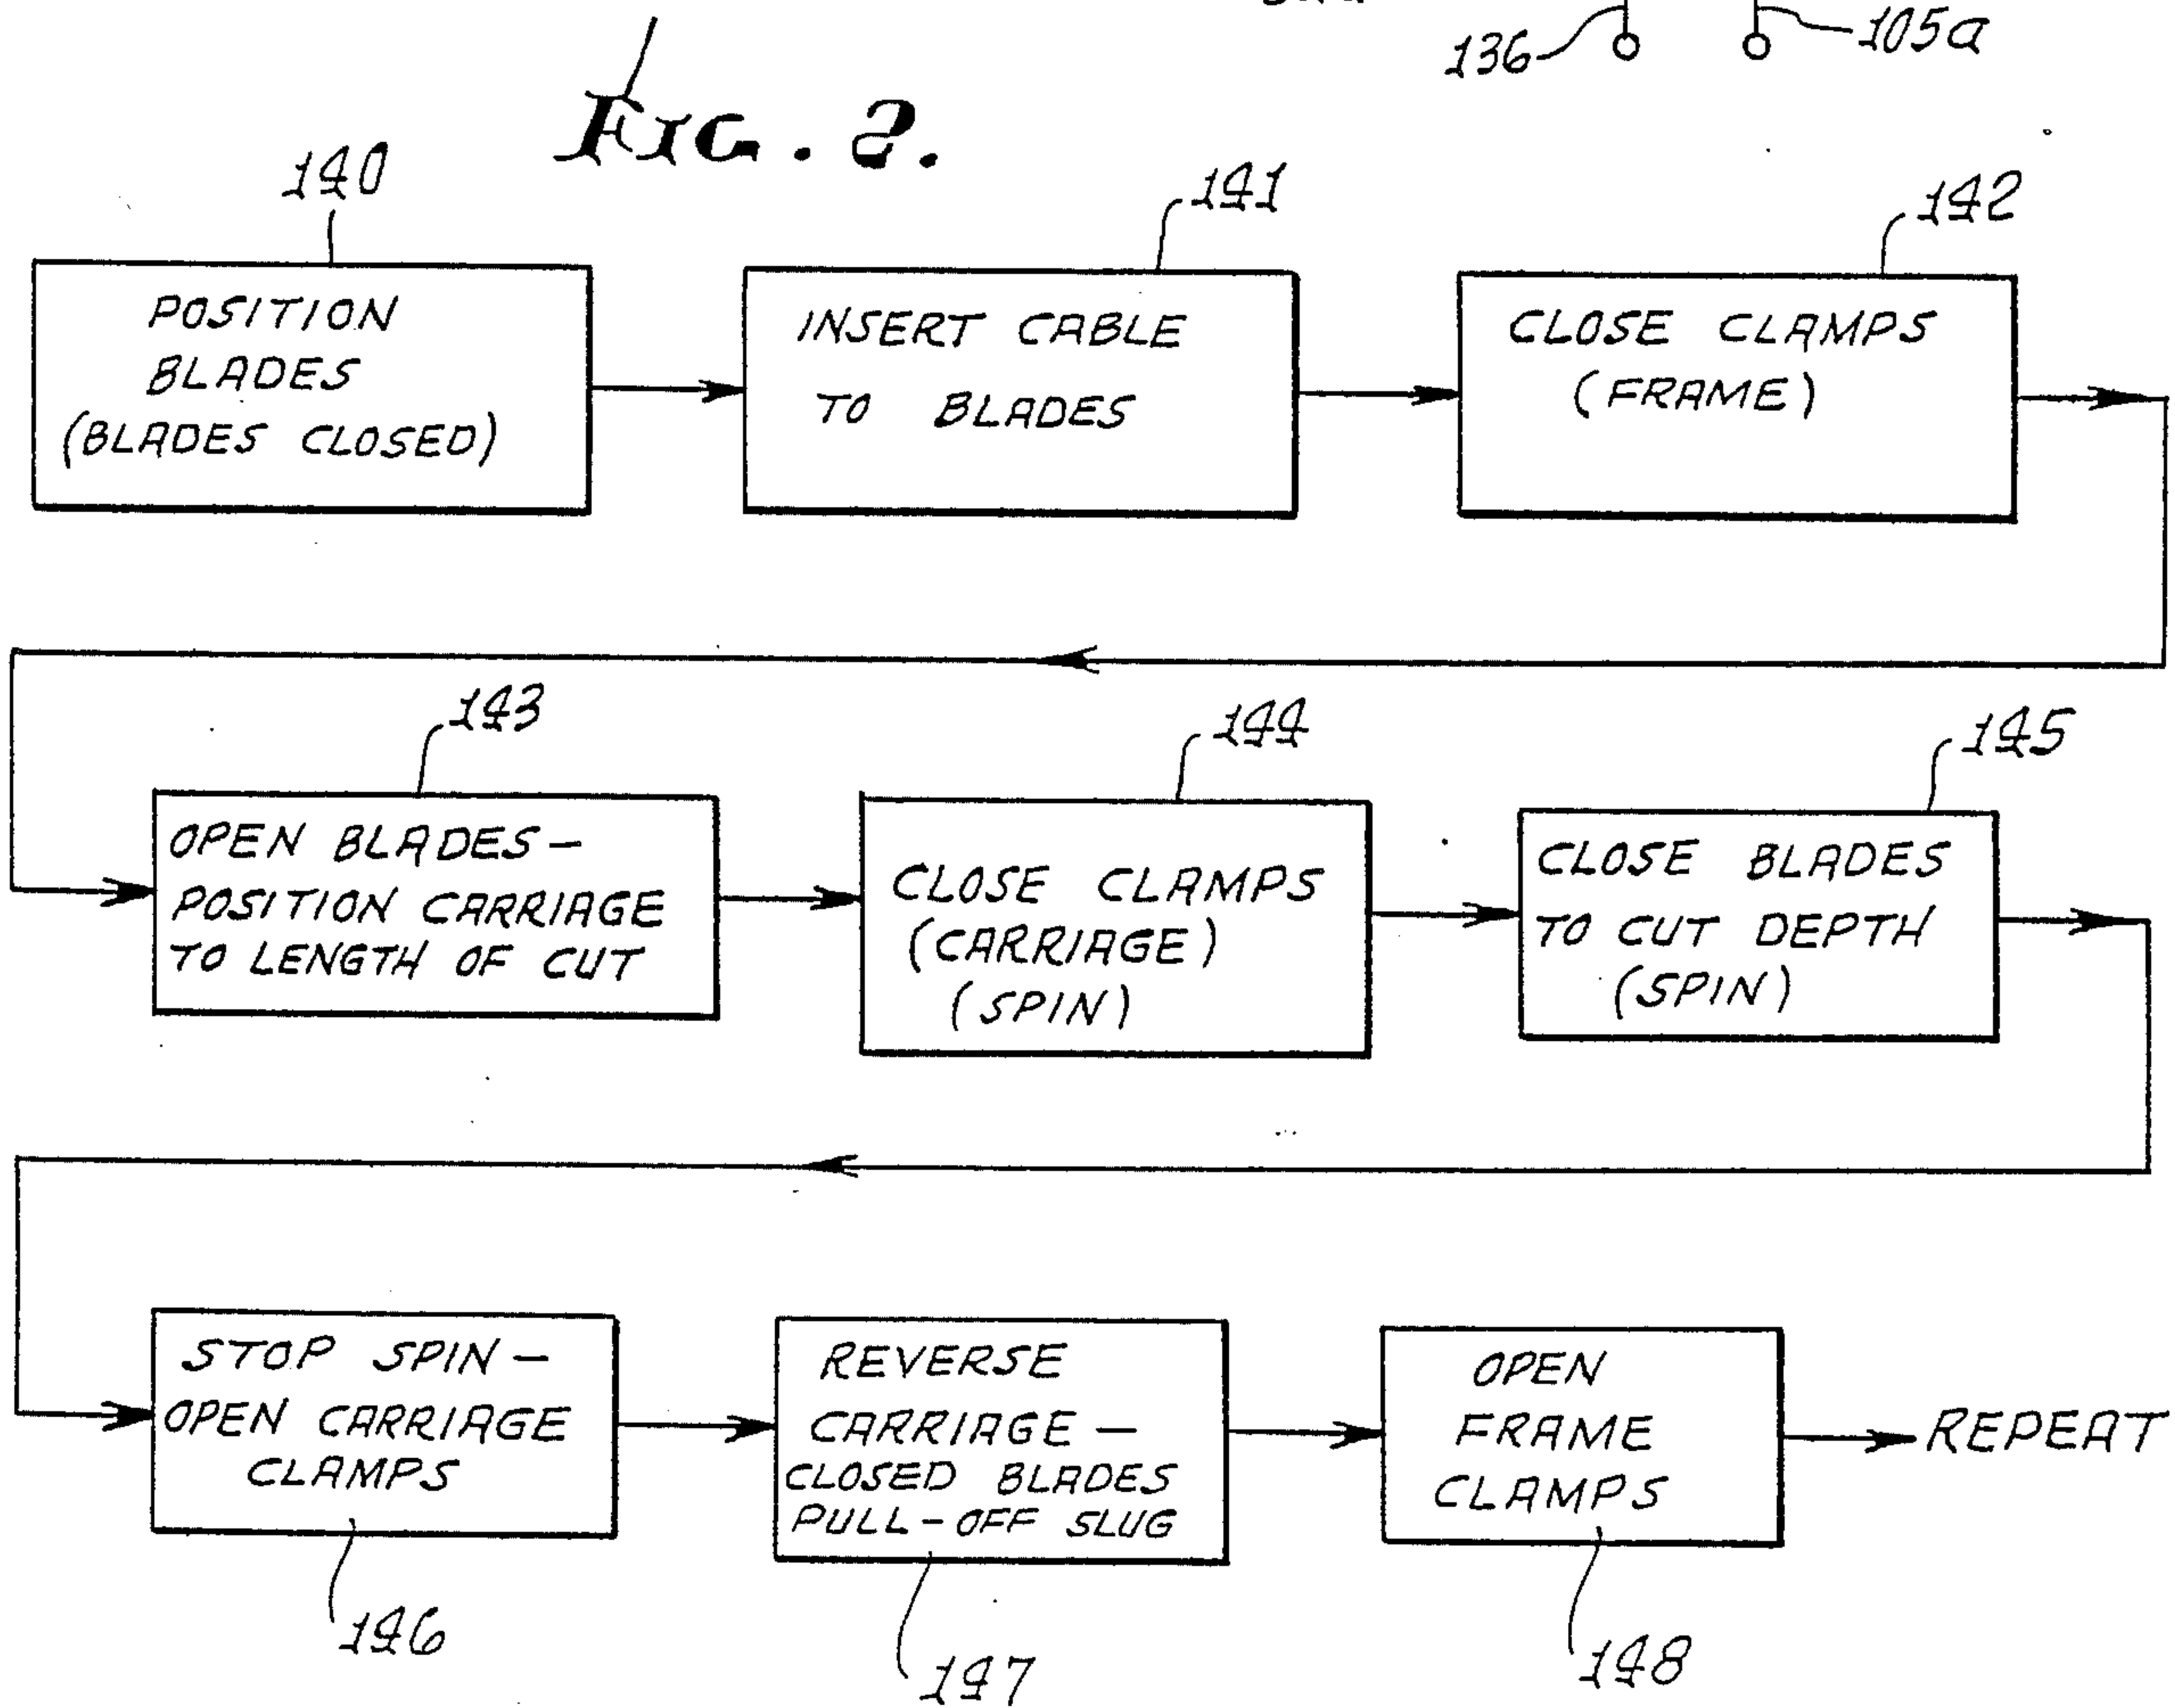 136
105a
FIG. 2.
140
141
142
POSITION
BLADES
(BLADES CLOSED)
INSERT CABLE
TO BLADES
CLOSE CLAMPS
(FRAME)
143
144
145
OPEN BLADES—
POSITION CARRIAGE
TO LENGTH OF CUT
CLOSE CLAMPS
(CARRIAGE)
(SPIN)
CLOSE BLADES
TO CUT DEPTH
(SPIN)
STOP SPIN—
OPEN CARRIAGE
CLAMPS
REVERSE
CARRIAGE—
CLOSED BLADES
PULL-OFF SLUG
OPEN
FRAME
CLAMPS
REPEAT
146
147
148